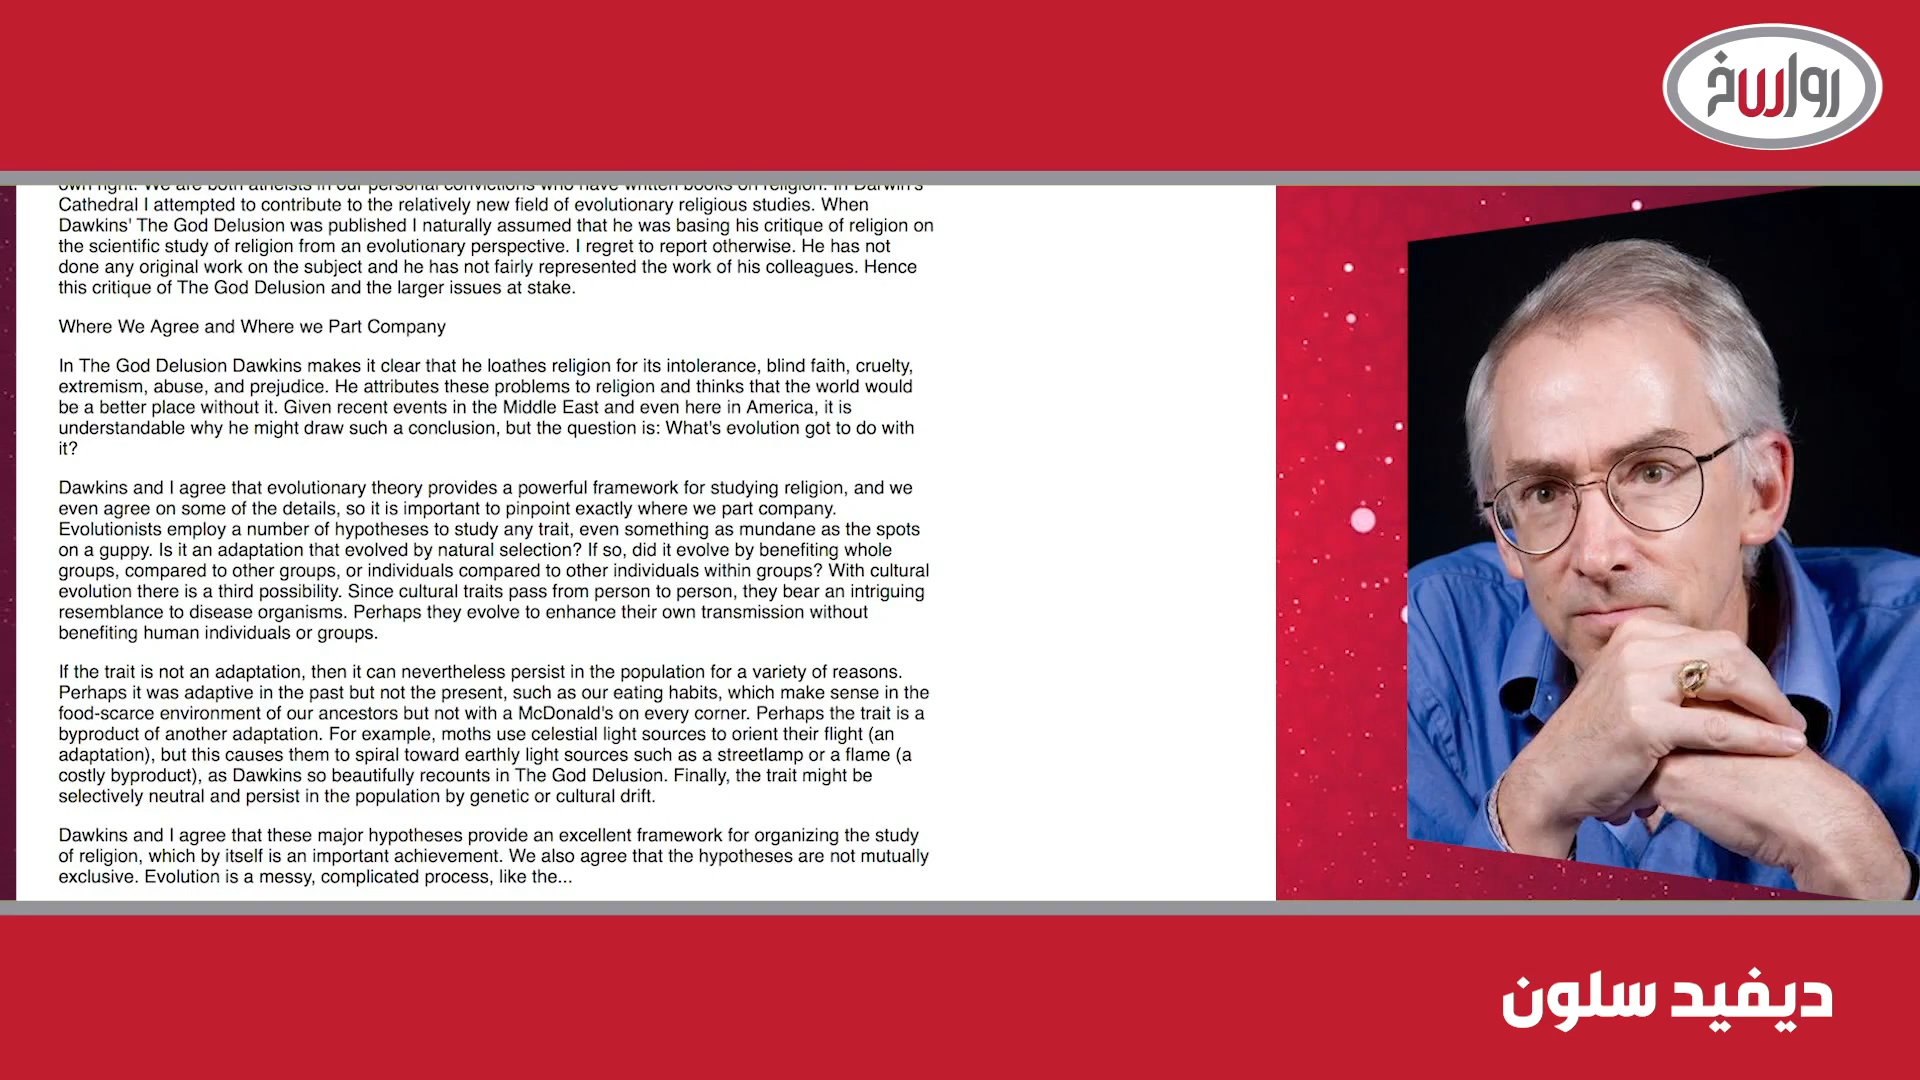 رواسخ
own right. We are both atheists in our personal convictions who have written books on religion. In Darwin's
Cathedral I attempted to contribute to the relatively new field of evolutionary religious studies. When
Dawkins' The God Delusion was published I naturally assumed that he was basing his critique of religion on
the scientific study of religion from an evolutionary perspective. I regret to report otherwise. He has not
done any original work on the subject and he has not fairly represented the work of his colleagues. Hence
this critique of The God Delusion and the larger issues at stake.
Where We Agree and Where we Part Company
In The God Delusion Dawkins makes it clear that he loathes religion for its intolerance, blind faith, cruelty,
extremism, abuse, and prejudice. He attributes these problems to religion and thinks that the world would
be a better place without it. Given recent events in the Middle East and even here in America, it is
understandable why he might draw such a conclusion, but the question is: What's evolution got to do with
it?
Dawkins and I agree that evolutionary theory provides a powerful framework for studying religion, and we
even agree on some of the details, so it is important to pinpoint exactly where we part company.
Evolutionists employ a number of hypotheses to study any trait, even something as mundane as the spots
on a guppy. Is it an adaptation that evolved by natural selection? If so, did it evolve by benefiting whole
groups, compared to other groups, or individuals compared to other individuals within groups? With cultural
evolution there is a third possibility. Since cultural traits pass from person to person, they bear an intriguing
resemblance to disease organisms. Perhaps they evolve to enhance their own transmission without
benefiting human individuals or groups.
If the trait is not an adaptation, then it can nevertheless persist in the population for a variety of reasons.
Perhaps it was adaptive in the past but not the present, such as our eating habits, which make sense in the
food-scarce environment of our ancestors but not with a McDonald's on every corner. Perhaps the trait is a
byproduct of another adaptation. For example, moths use celestial light sources to orient their flight (an
adaptation), but this causes them to spiral toward earthly light sources such as a streetlamp or a flame (a
costly byproduct), as Dawkins so beautifully recounts in The God Delusion. Finally, the trait might be
selectively neutral and persist in the population by genetic or cultural drift.
Dawkins and I agree that these major hypotheses provide an excellent framework for organizing the study
of religion, which by itself is an important achievement. We also agree that the hypotheses are not mutually
exclusive. Evolution is a messy, complicated process, like the...
ديفيد سلون